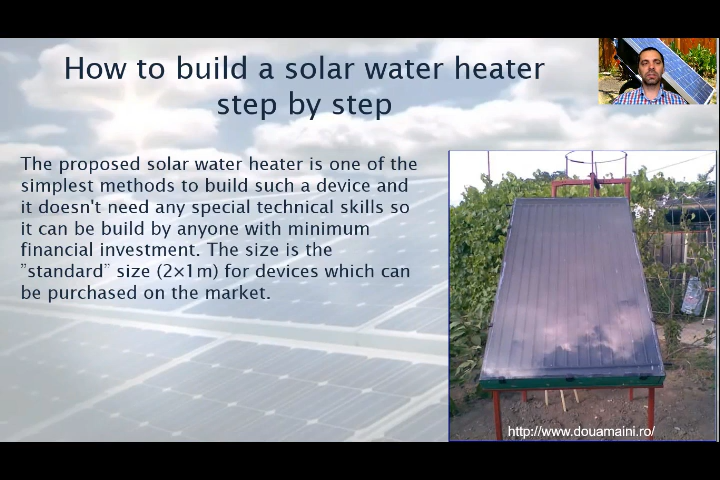 How to build a solar water heater
step by step
The proposed solar water heater is one of the
simplest methods to build such a device and
it doesn't need any special technical skills so
it can be build by anyone with minimum
financial investment. The size is the
”standard” size (2×1m) for devices which can
be purchased on the market.
http://www.douamaini.ro/